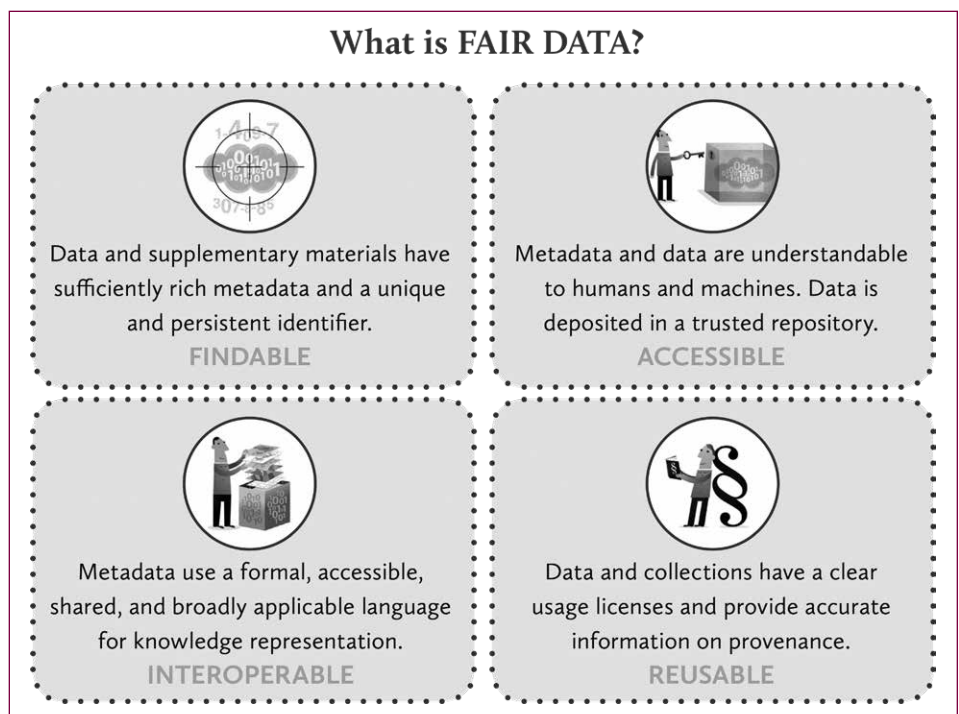 What is FAIR DATA?
Data and supplementary materials have
sufficiently rich metadata and a unique
and persistent identifier.
FINDABLE
Metadata and data are understandable
to humans and machines. Data is
deposited in a trusted repository.
ACCESSIBLE
Metadata use a formal, accessible,
shared, and broadly applicable language
for knowledge representation.
INTEROPERABLE
Data and collections have a clear
usage licenses and provide accurate
information on provenance.
REUSABLE